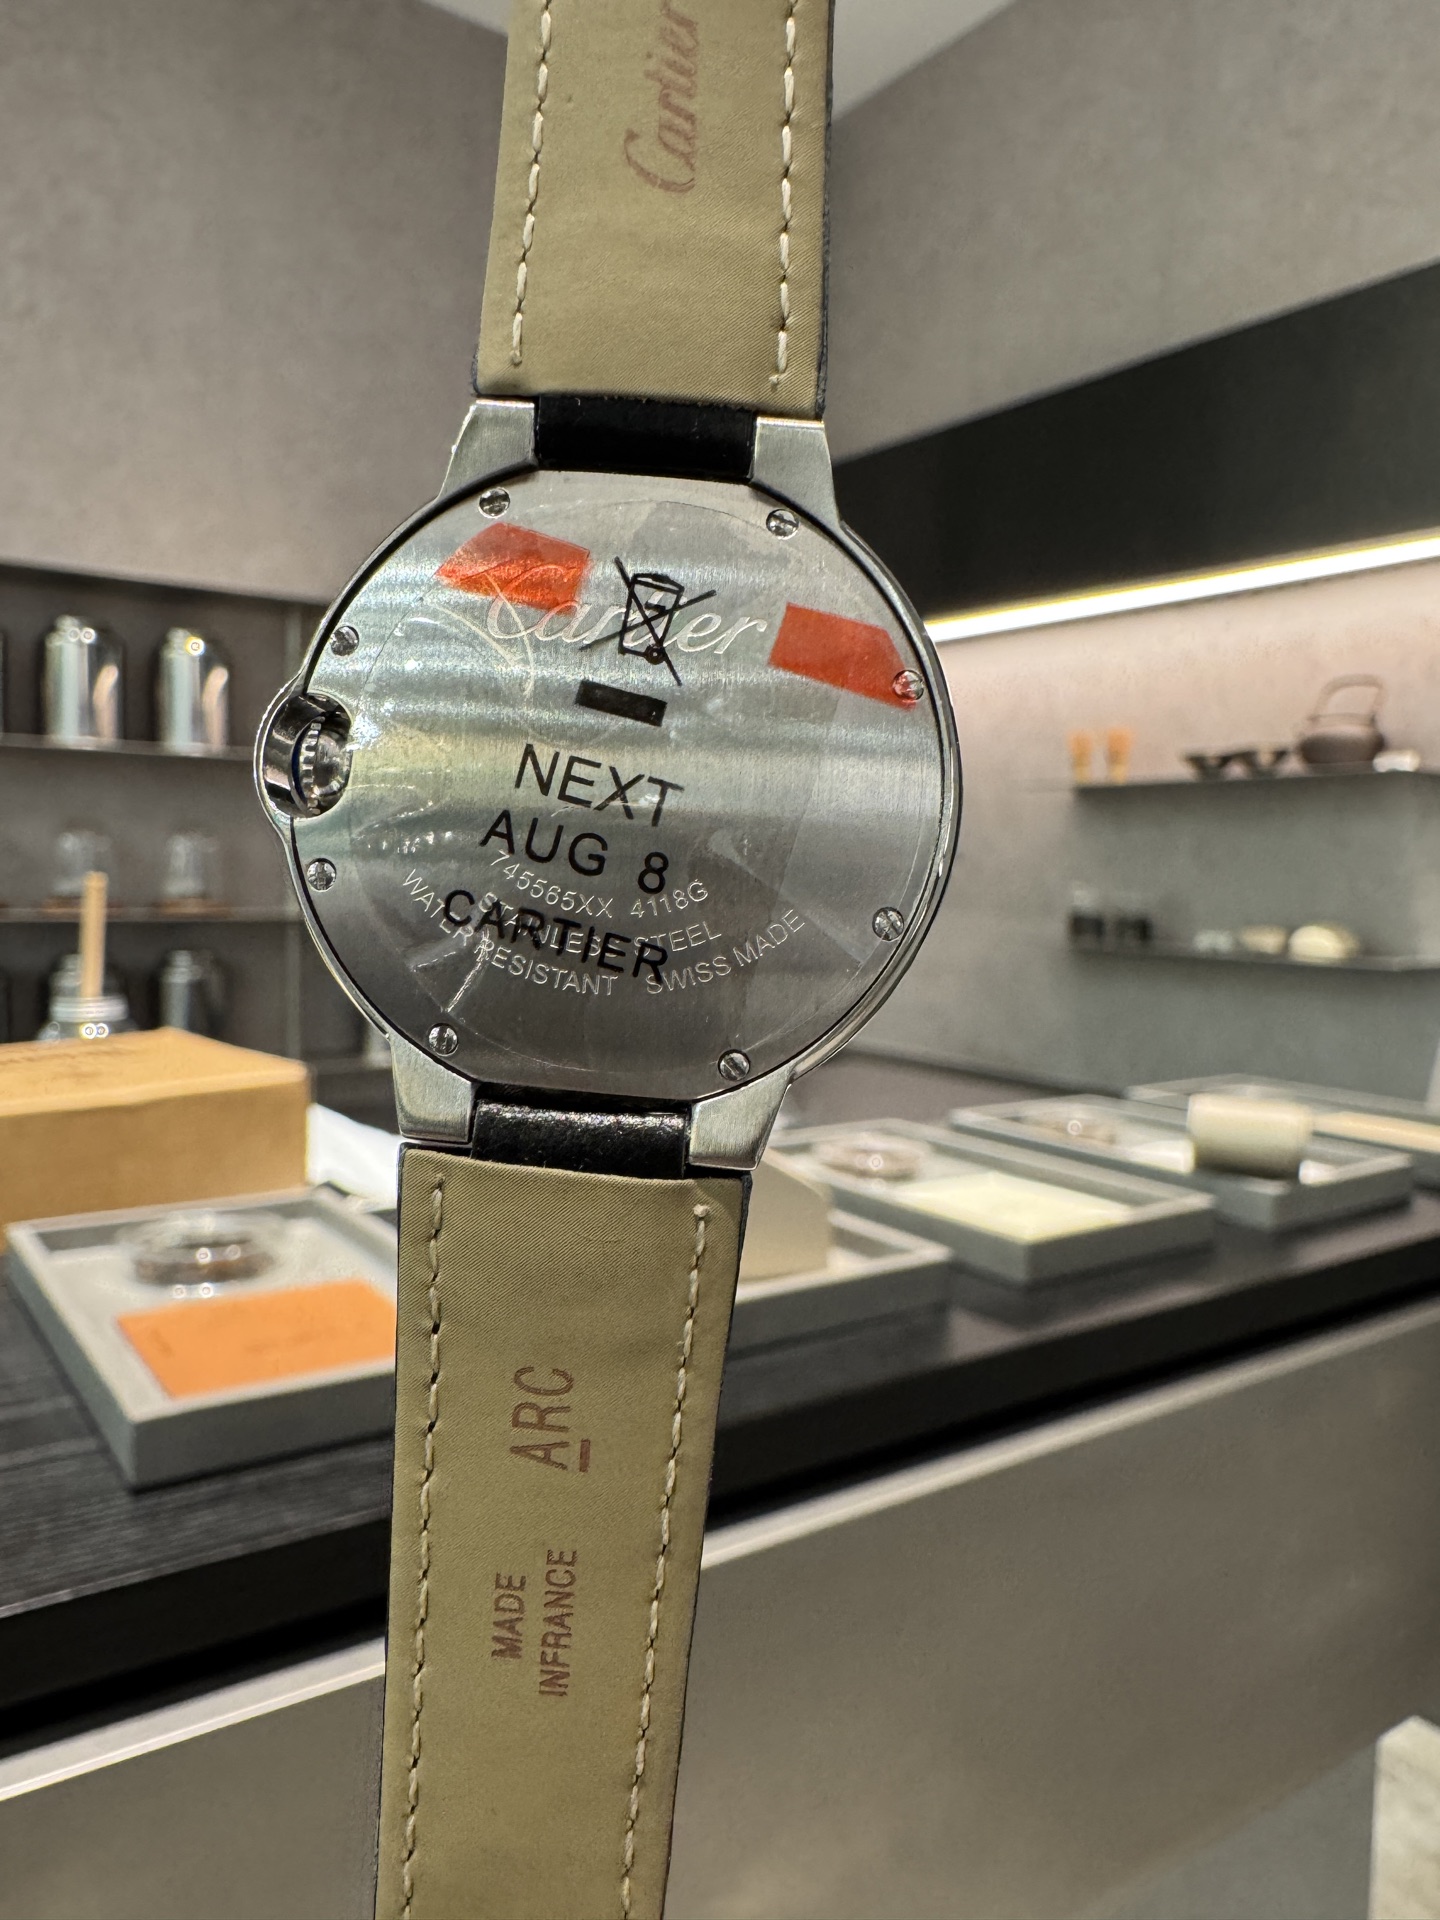 Cartier
Cartier
NEXT
AUG 8
745565XX 4118G
CARTIER
STAINLESS STEEL
WATER RESISTANT SWISS MADE
ARC
MADE
INFRANCE